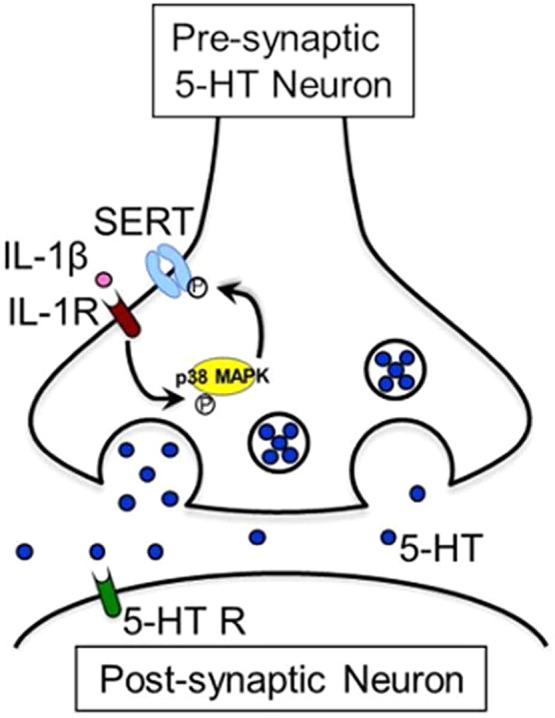 Pre-synaptic
5-HT Neuron
SERT
IL-1β
IL-1R
P
p38 MAPK
P
5-HT
5-HT R
Post-synaptic Neuron